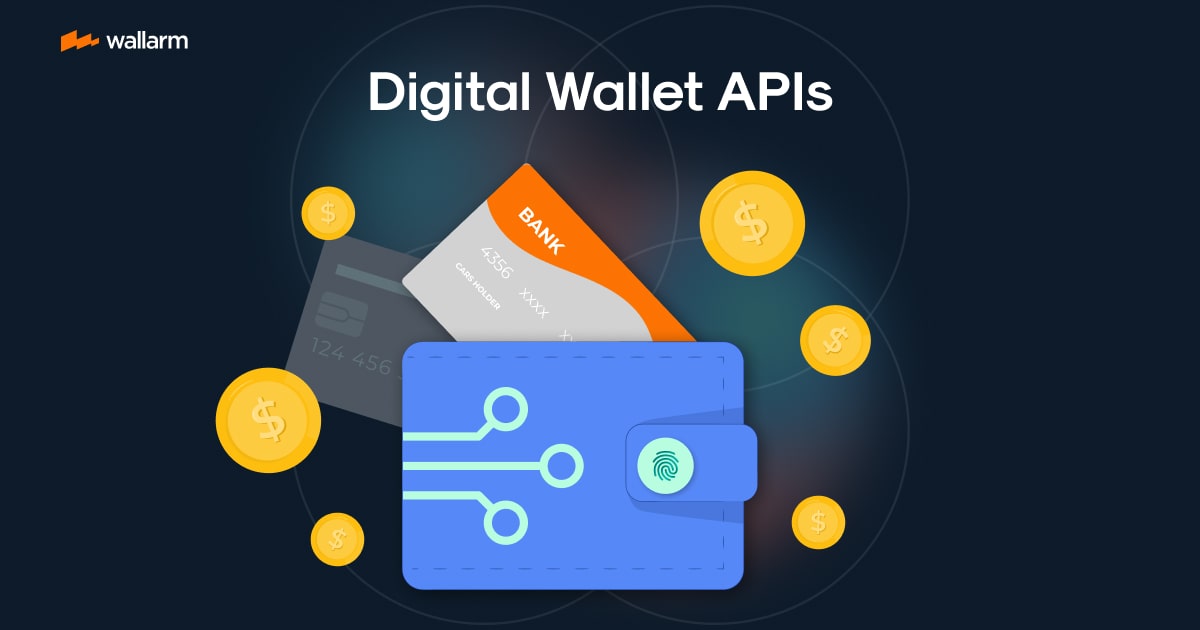 wallarm
Digital Wallet APIs
BANK
4356 XXXX
CARS HOLDER
124 456
$
$
$
$
$
$